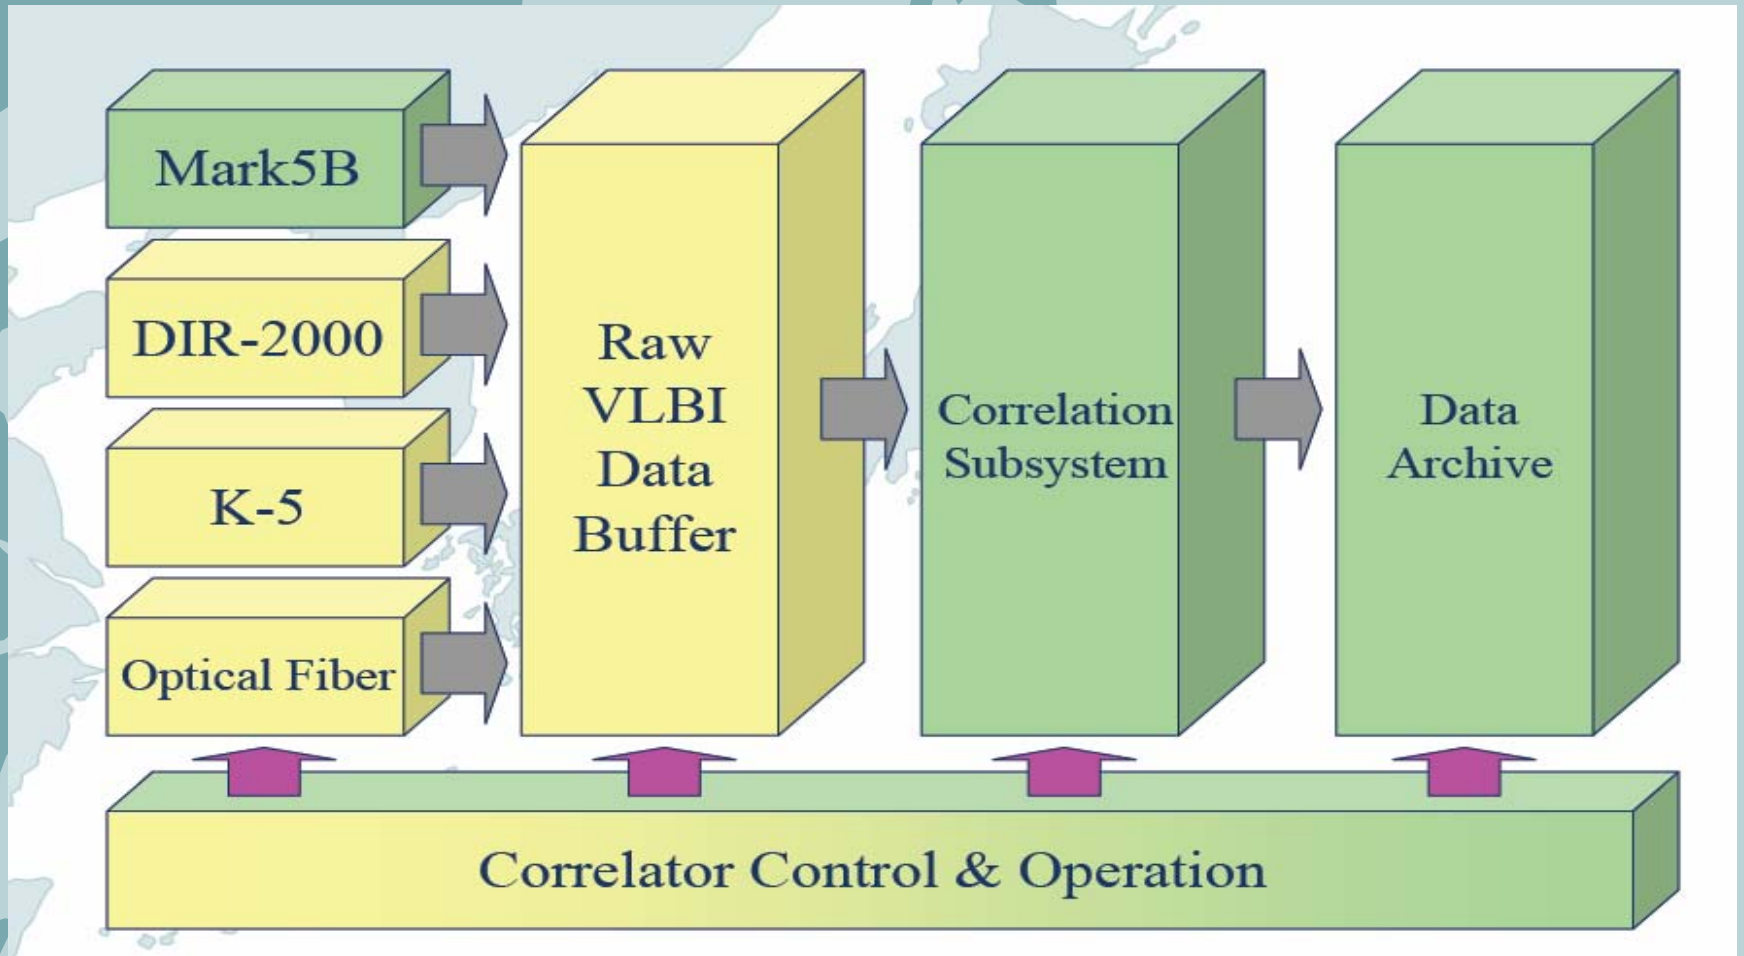 Mark5B
DIR-2000
K-5
Optical Fiber
Raw
VLBI
Data
Buffer
Correlation
Subsystem
Data
Archive
Correlator Control & Operation